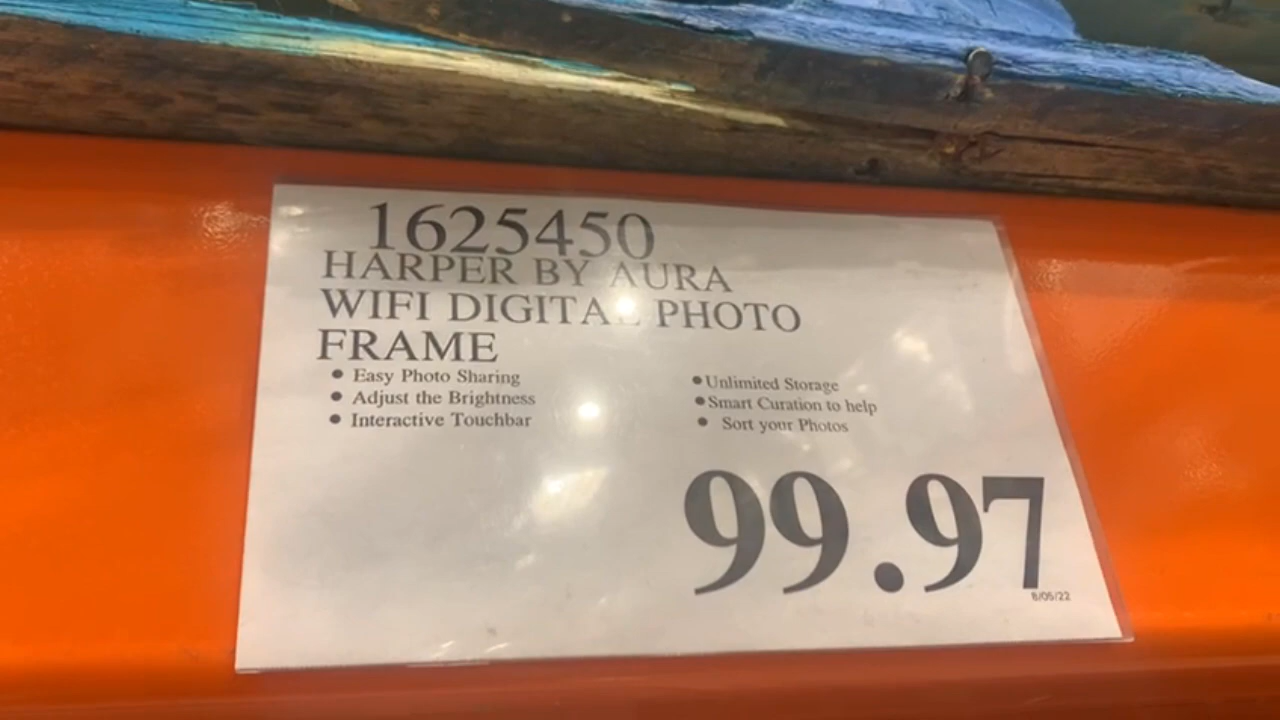 1625450
HARPER BY AURA
WIFI DIGITAL PHOTO
FRAME
● Easy Photo Sharing
● Adjust the Brightness
● Interactive Touchbar
● Unlimited Storage
● Smart Curation to help
● Sort your Photos
99.97
8/05/22